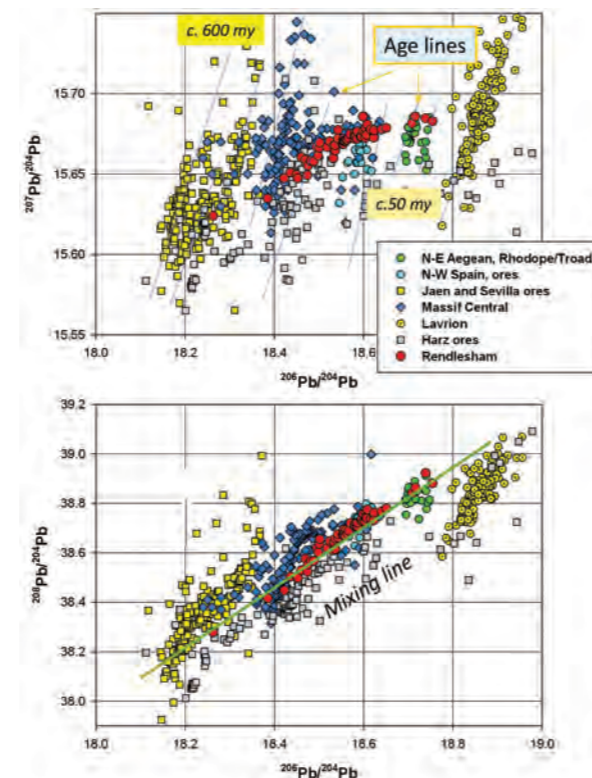 c. 600 my
Age lines
15.70
15.65
15.60
15.55
²⁰⁷Pb/²⁰⁴Pb
c.50 my
N-E Aegean, Rhodope/Troad
N-W Spain, ores
Jaen and Sevilla ores
Massif Central
Lavrion
Harz ores
Rendlesham
18.0 18.2 18.4 18.6
²⁰⁶Pb/²⁰⁴Pb
39.2
39.0
38.8
38.6
38.4
38.2
38.0
²⁰⁸Pb/²⁰⁴Pb
Mixing line
18.0 18.2 18.4 18.6 18.8 19.0
²⁰⁶Pb/²⁰⁴Pb